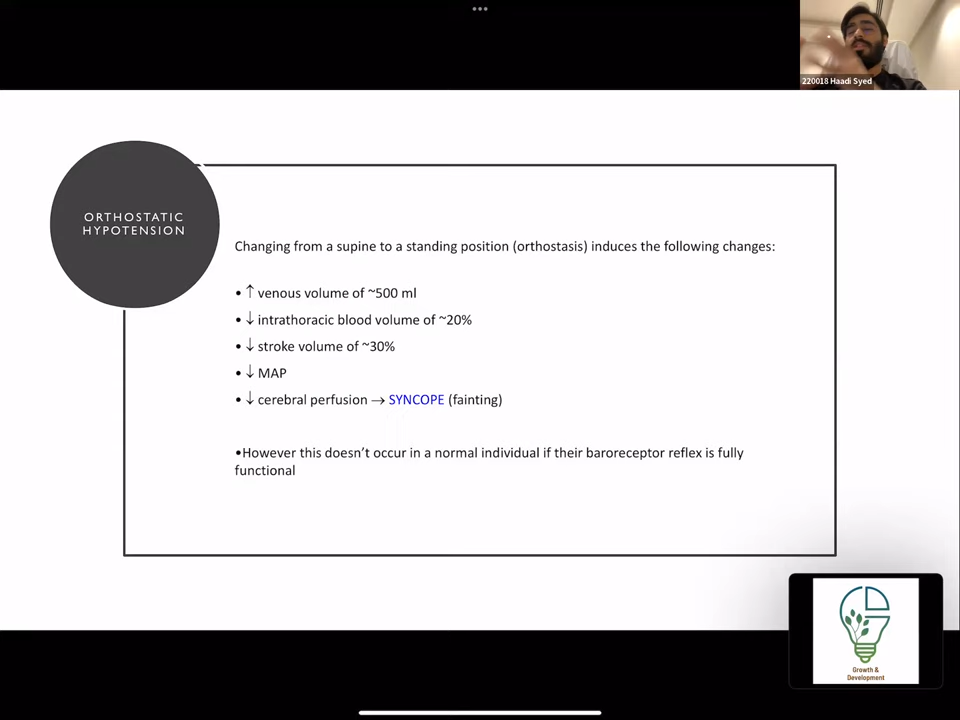 220018 Haadi Syed
ORTHOSTATIC
HYPOTENSION
Changing from a supine to a standing position (orthostasis) induces the following changes:
• ↑ venous volume of ~500 ml
• ↓ intrathoracic blood volume of ~20%
• ↓ stroke volume of ~30%
• ↓ MAP
• ↓ cerebral perfusion → SYNCOPE (fainting)
•However this doesn’t occur in a normal individual if their baroreceptor reflex is fully
functional
Growth &
Development